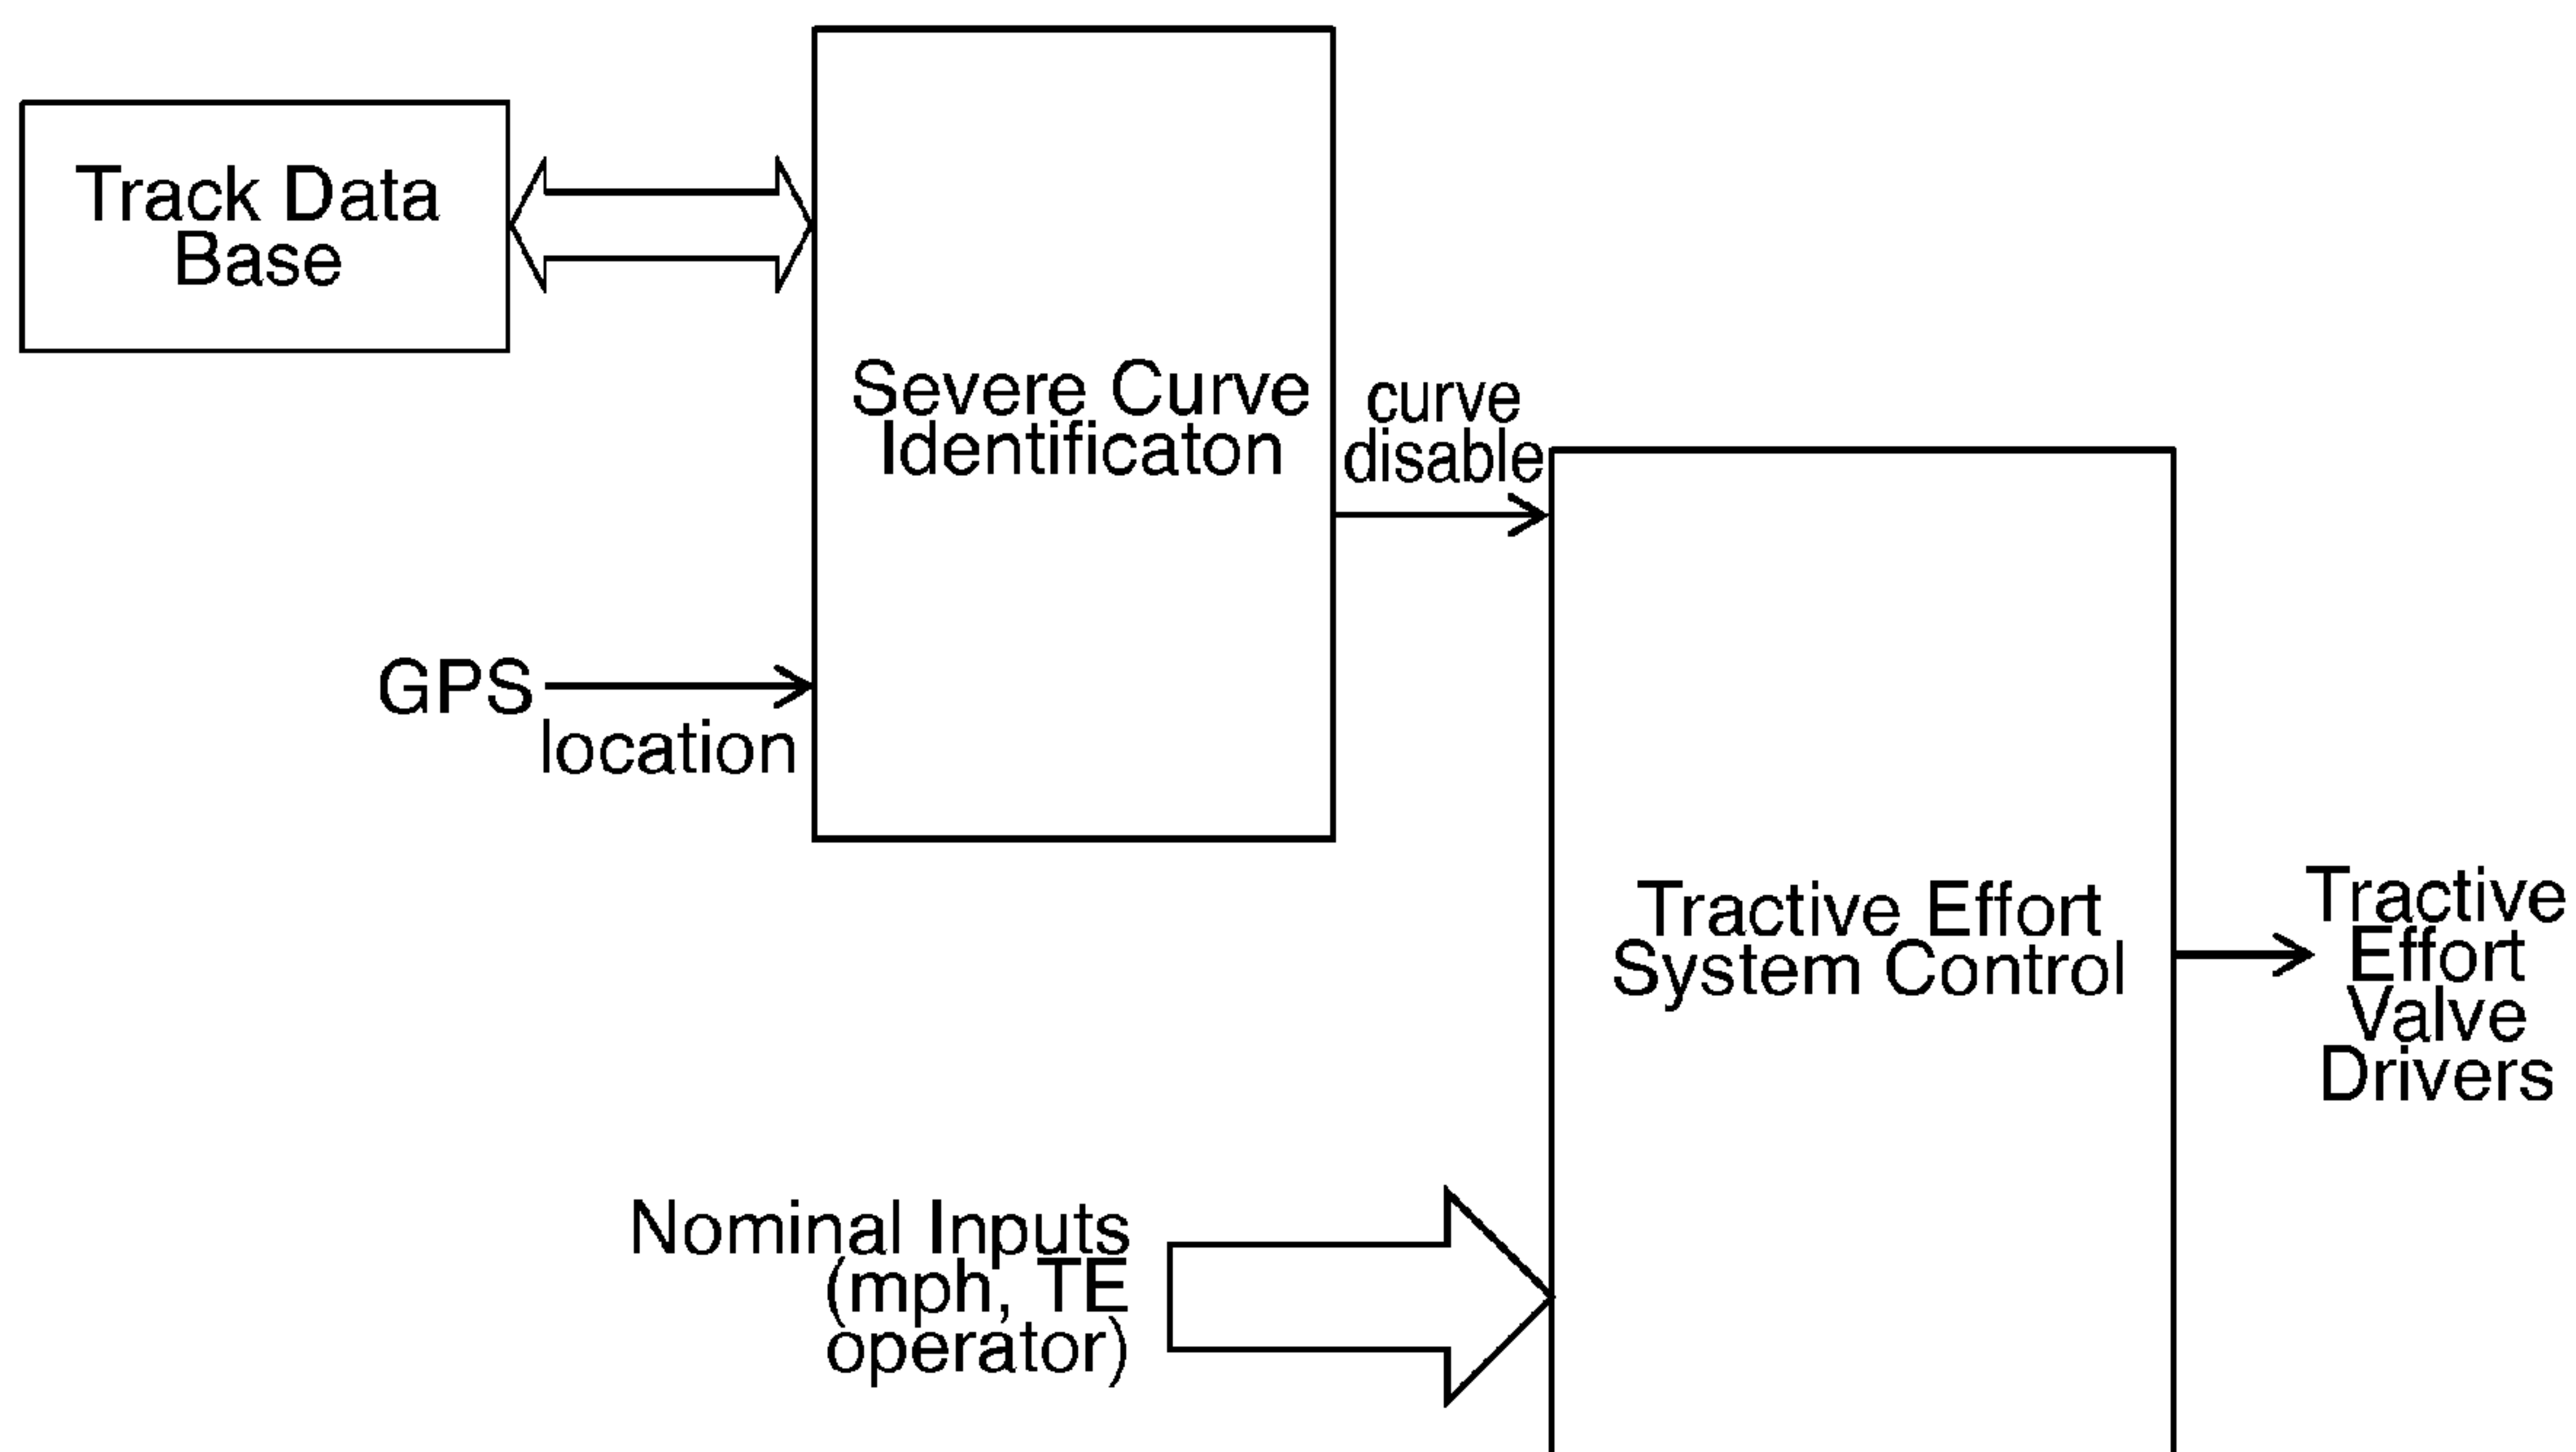 Track Data
Base
Severe Curve
Identificaton
curve
disable
GPS
location
Tractive Effort
System Control
Tractive
Effort
Valve
Drivers
Nominal Inputs
(mph, TE
operator)